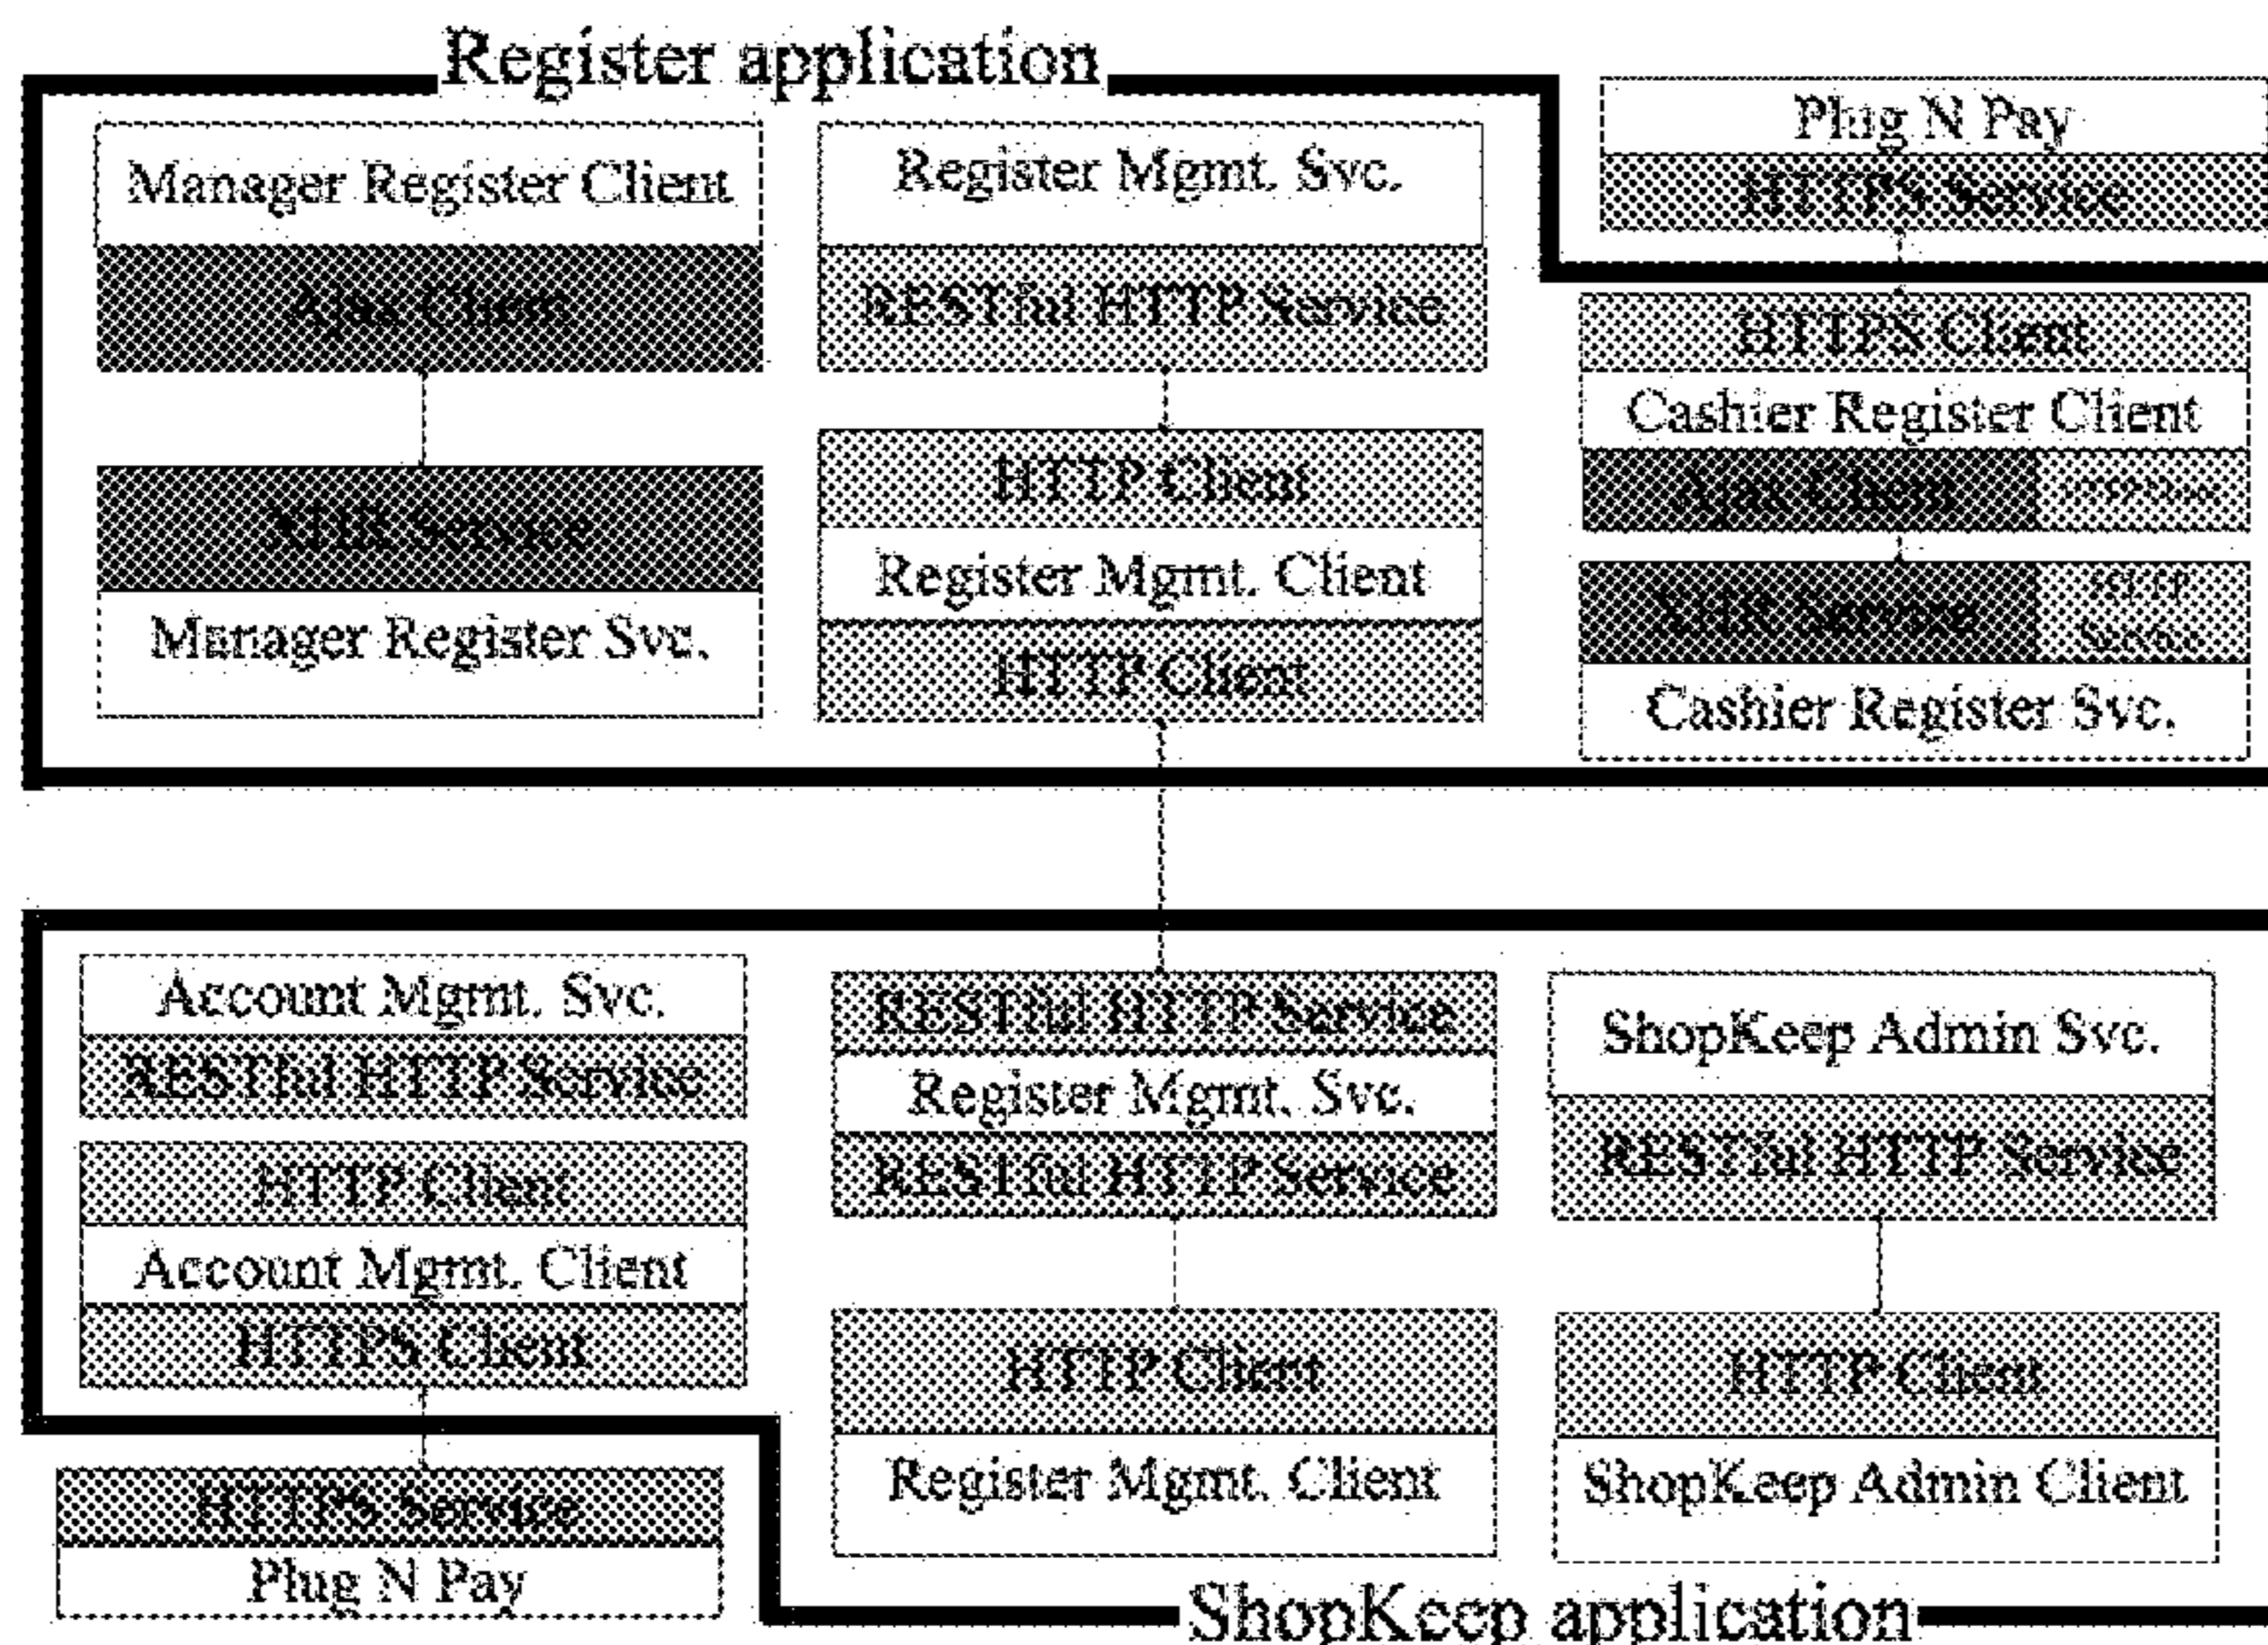 Register application
Manager Register Client
Ajax Client
XHR Service
Manager Register Svc.
Register Mgmt. Svc.
RESTful HTTP Service
HTTP Client
Register Mgmt. Client
HTTP Client
Plug N Pay
HTTPS Service
HTTPS Client
Cashier Register Client
Ajax Client
XHR Service
Service
Cashier Register Svc.
Account Mgmt. Svc.
RESTful HTTP Service
HTTP Client
Account Mgmt. Client
HTTPS Client
HTTPS Service
Plug N Pay
RESTful HTTP Service
Register Mgmt. Svc.
RESTful HTTP Service
HTTP Client
Register Mgmt. Client
ShopKeep Admin Svc.
RESTful HTTP Service
HTTP Client
ShopKeep Admin Client
ShopKeep application